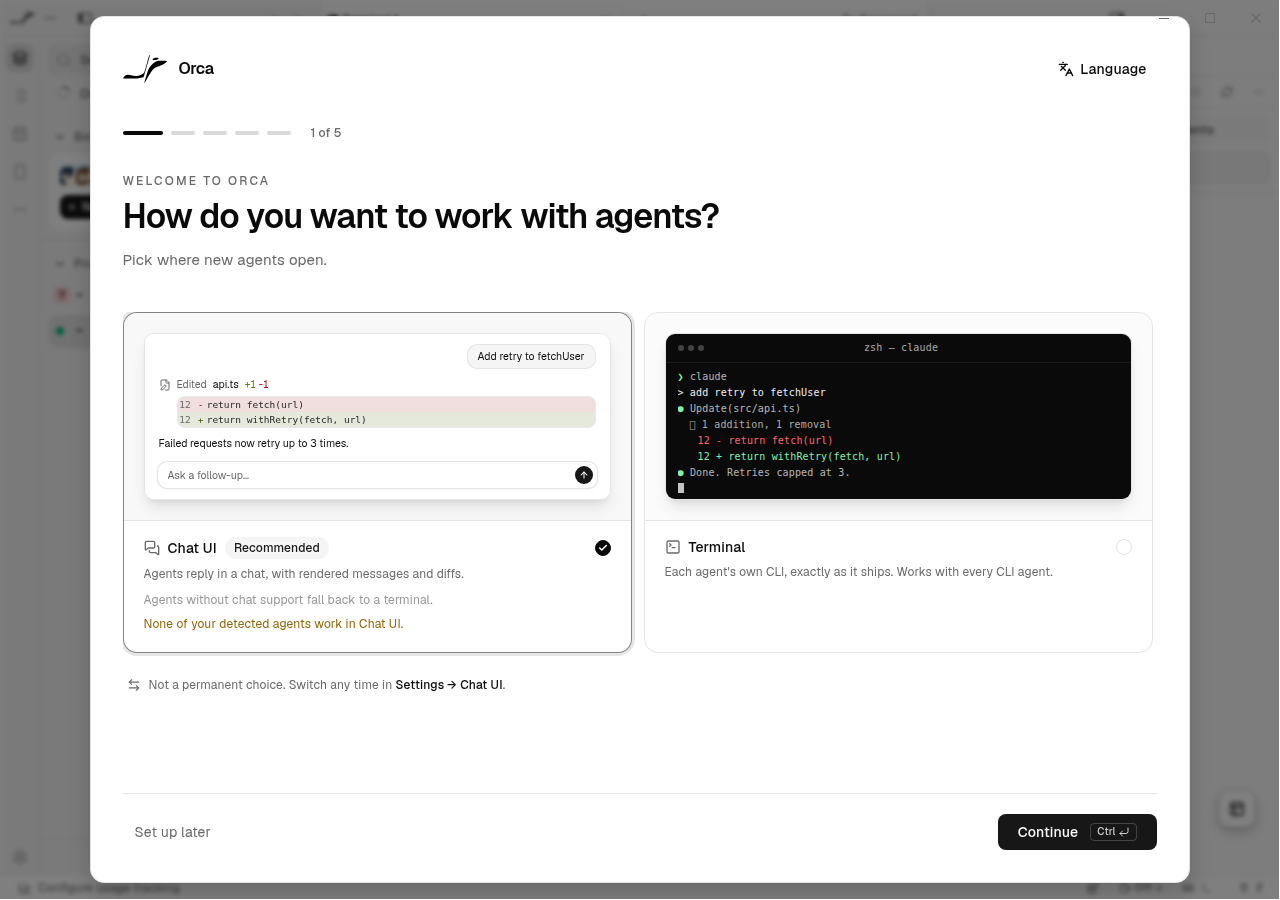 Orca
Language
1 of 5
WELCOME TO ORCA
How do you want to work with agents?
Pick where new agents open.
Add retry to fetchUser
Edited api.ts +1 -1
12 - return fetch(url)
12 + return withRetry(fetch, url)
Failed requests now retry up to 3 times.
Ask a follow-up…
zsh — claude
❯ claude
> add retry to fetchUser
● Update(src/api.ts)
1 addition, 1 removal
12 - return fetch(url)
12 + return withRetry(fetch, url)
● Done. Retries capped at 3.
Chat UI Recommended
Agents reply in a chat, with rendered messages and diffs.
Agents without chat support fall back to a terminal.
None of your detected agents work in Chat UI.
Terminal
Each agent's own CLI, exactly as it ships. Works with every CLI agent.
Not a permanent choice. Switch any time in Settings → Chat UI.
Set up later
Continue Ctrl ↵
Configure usage tracking